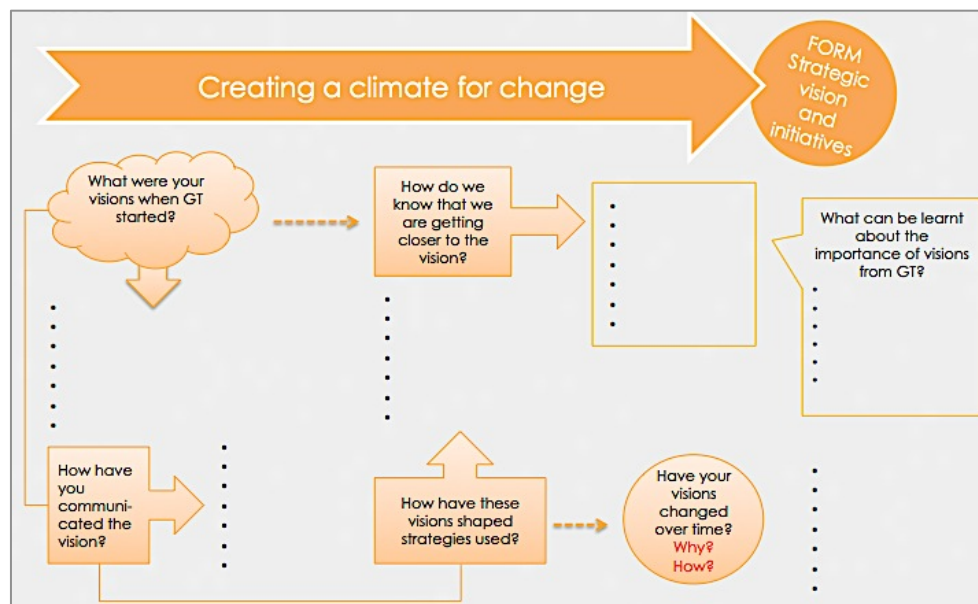 Creating a climate for change
FORM
Strategic
vision
and
initiatives
What were your
visions when GT
started?
How do we
know that we
are getting
closer to the
vision?
What can be learnt
about the
importance of visions
from GT?
How have
you
communi-
cated the
vision?
How have these
visions shaped
strategies used?
Have your
visions
changed
over time?
Why?
How?